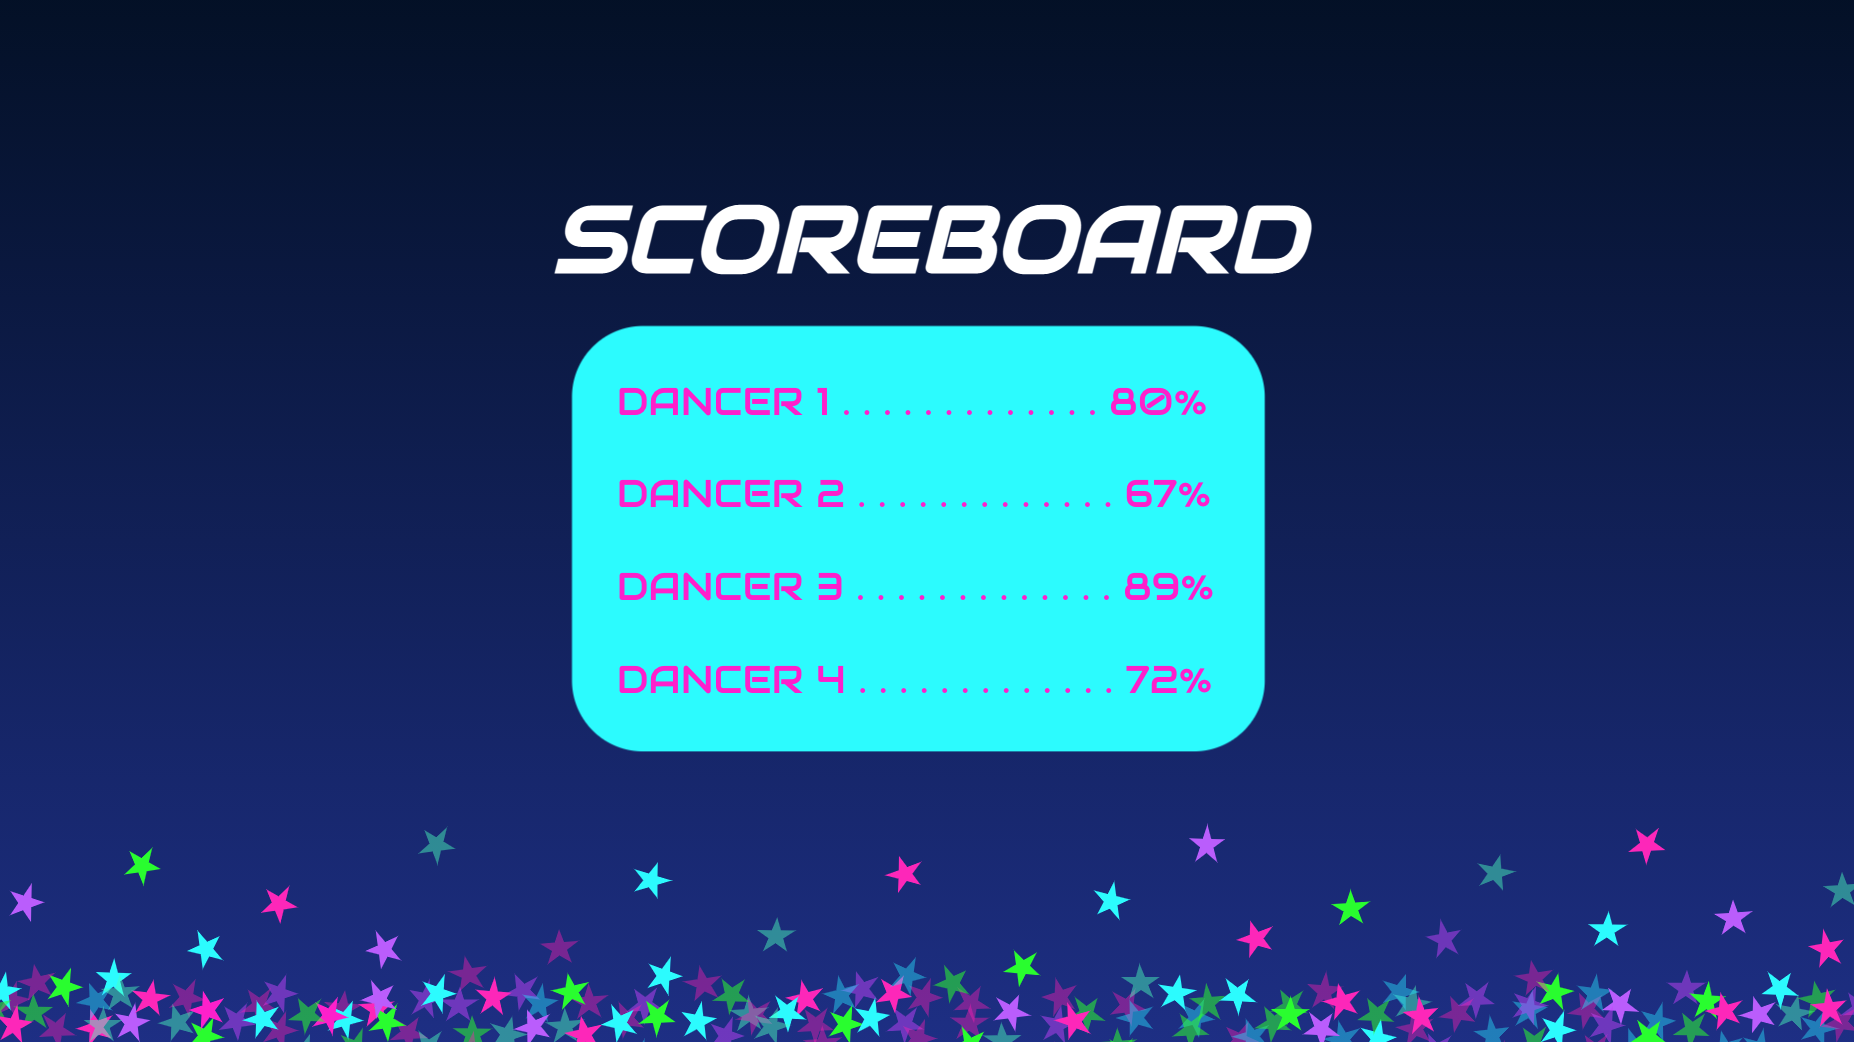 SCOREBOARD
DANCER 1 . . . . . . . . . . . . . 80%
DANCER 2 . . . . . . . . . . . . . 67%
DANCER 3 . . . . . . . . . . . . . 89%
DANCER 4 . . . . . . . . . . . . . 72%